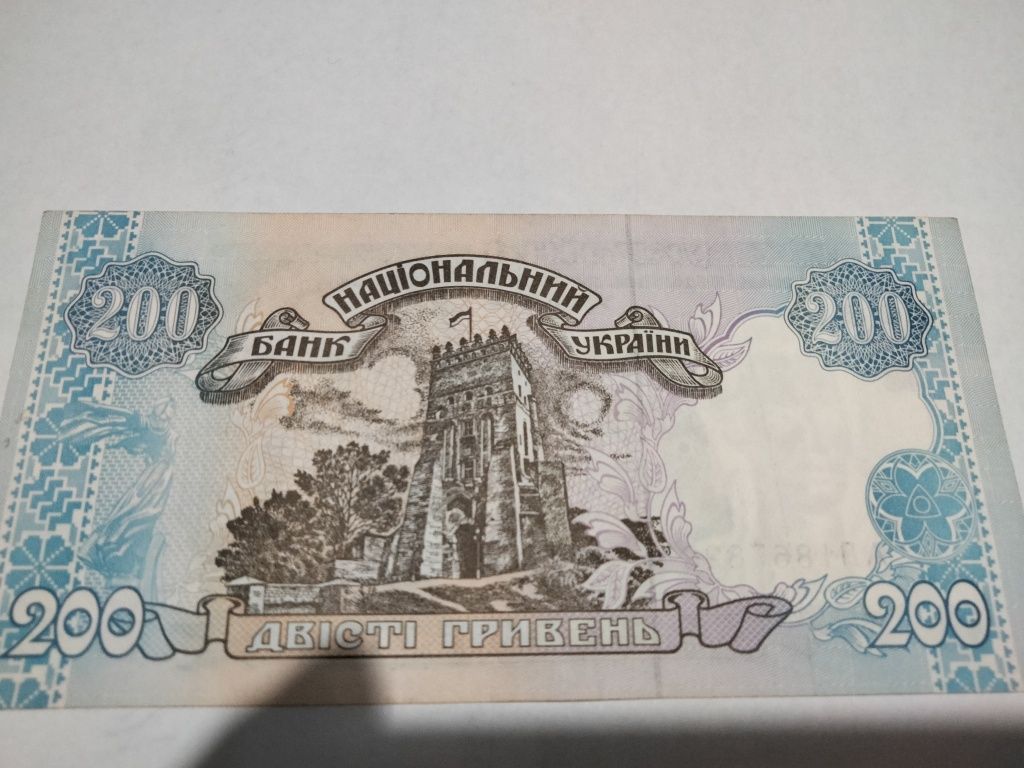 НАЦІОНАЛЬНИЙ
БАНК УКРАЇНИ
200 200
200 200
ДВІСТІ ГРИВЕНЬ